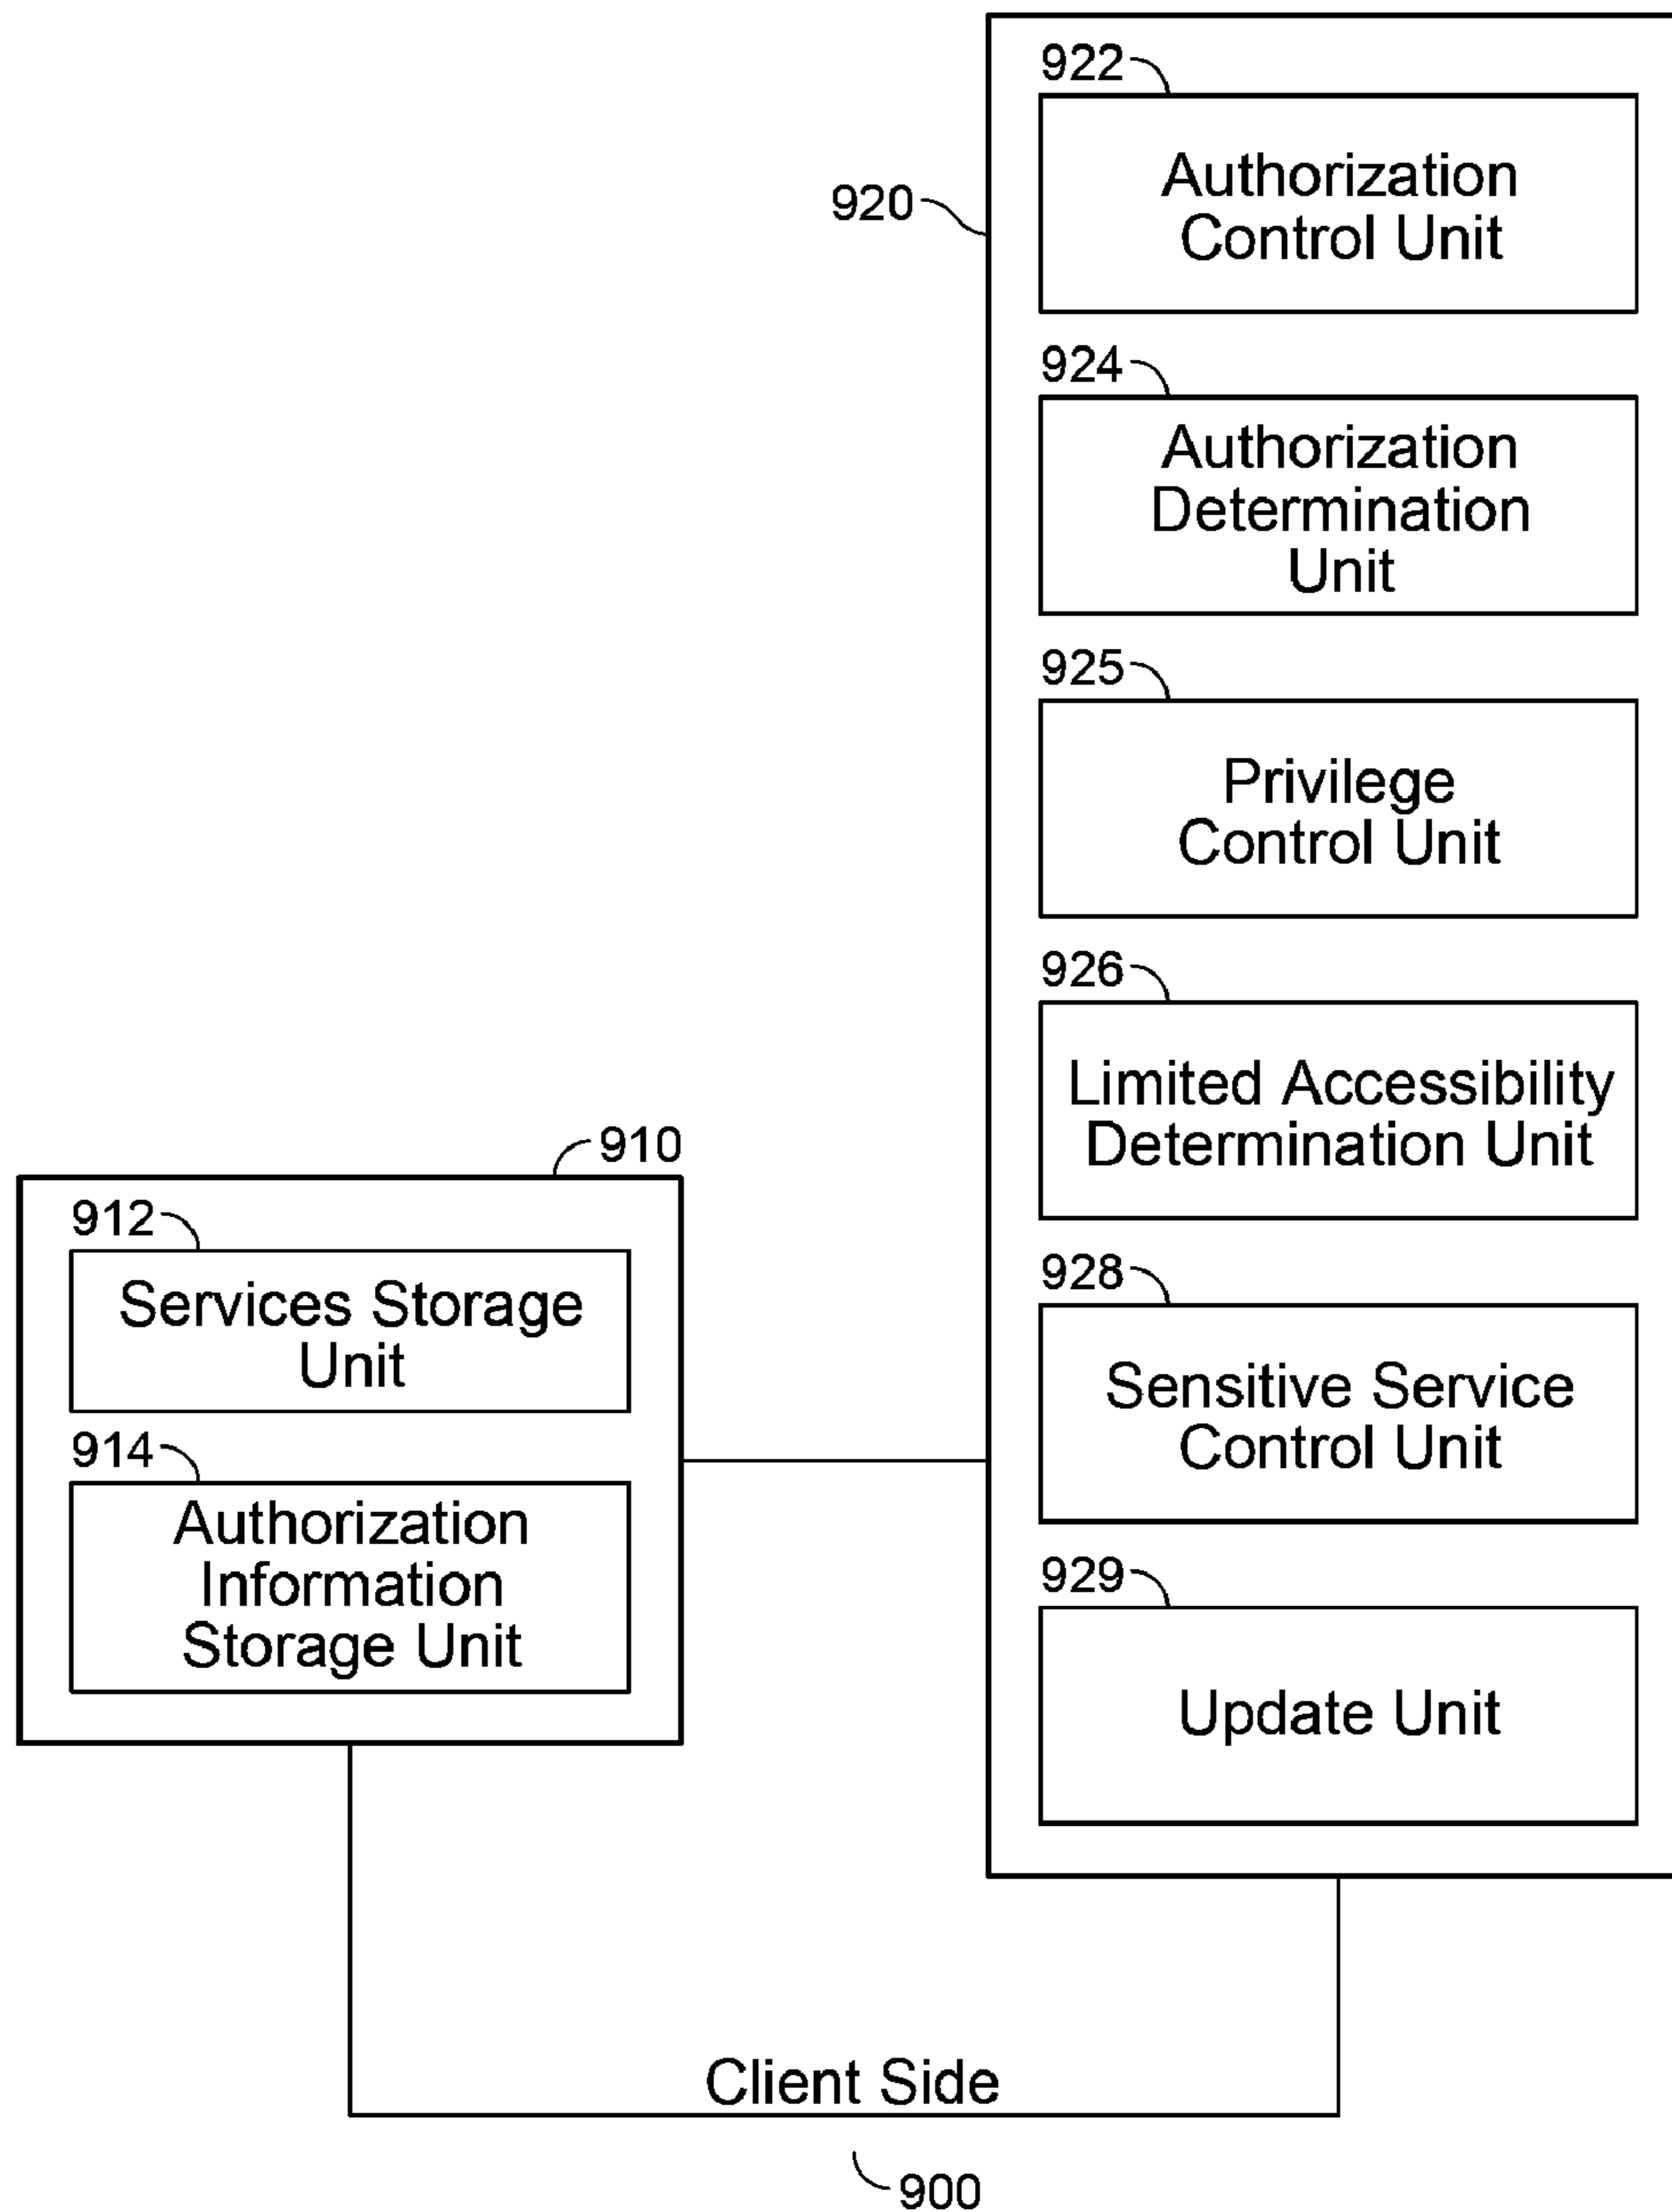 922
Authorization
Control Unit
920
924
Authorization
Determination
Unit
925
Privilege
Control Unit
926
Limited Accessibility
Determination Unit
910
912
Services Storage
Unit
928
Sensitive Service
Control Unit
914
Authorization
Information
Storage Unit
929
Update Unit
Client Side
900